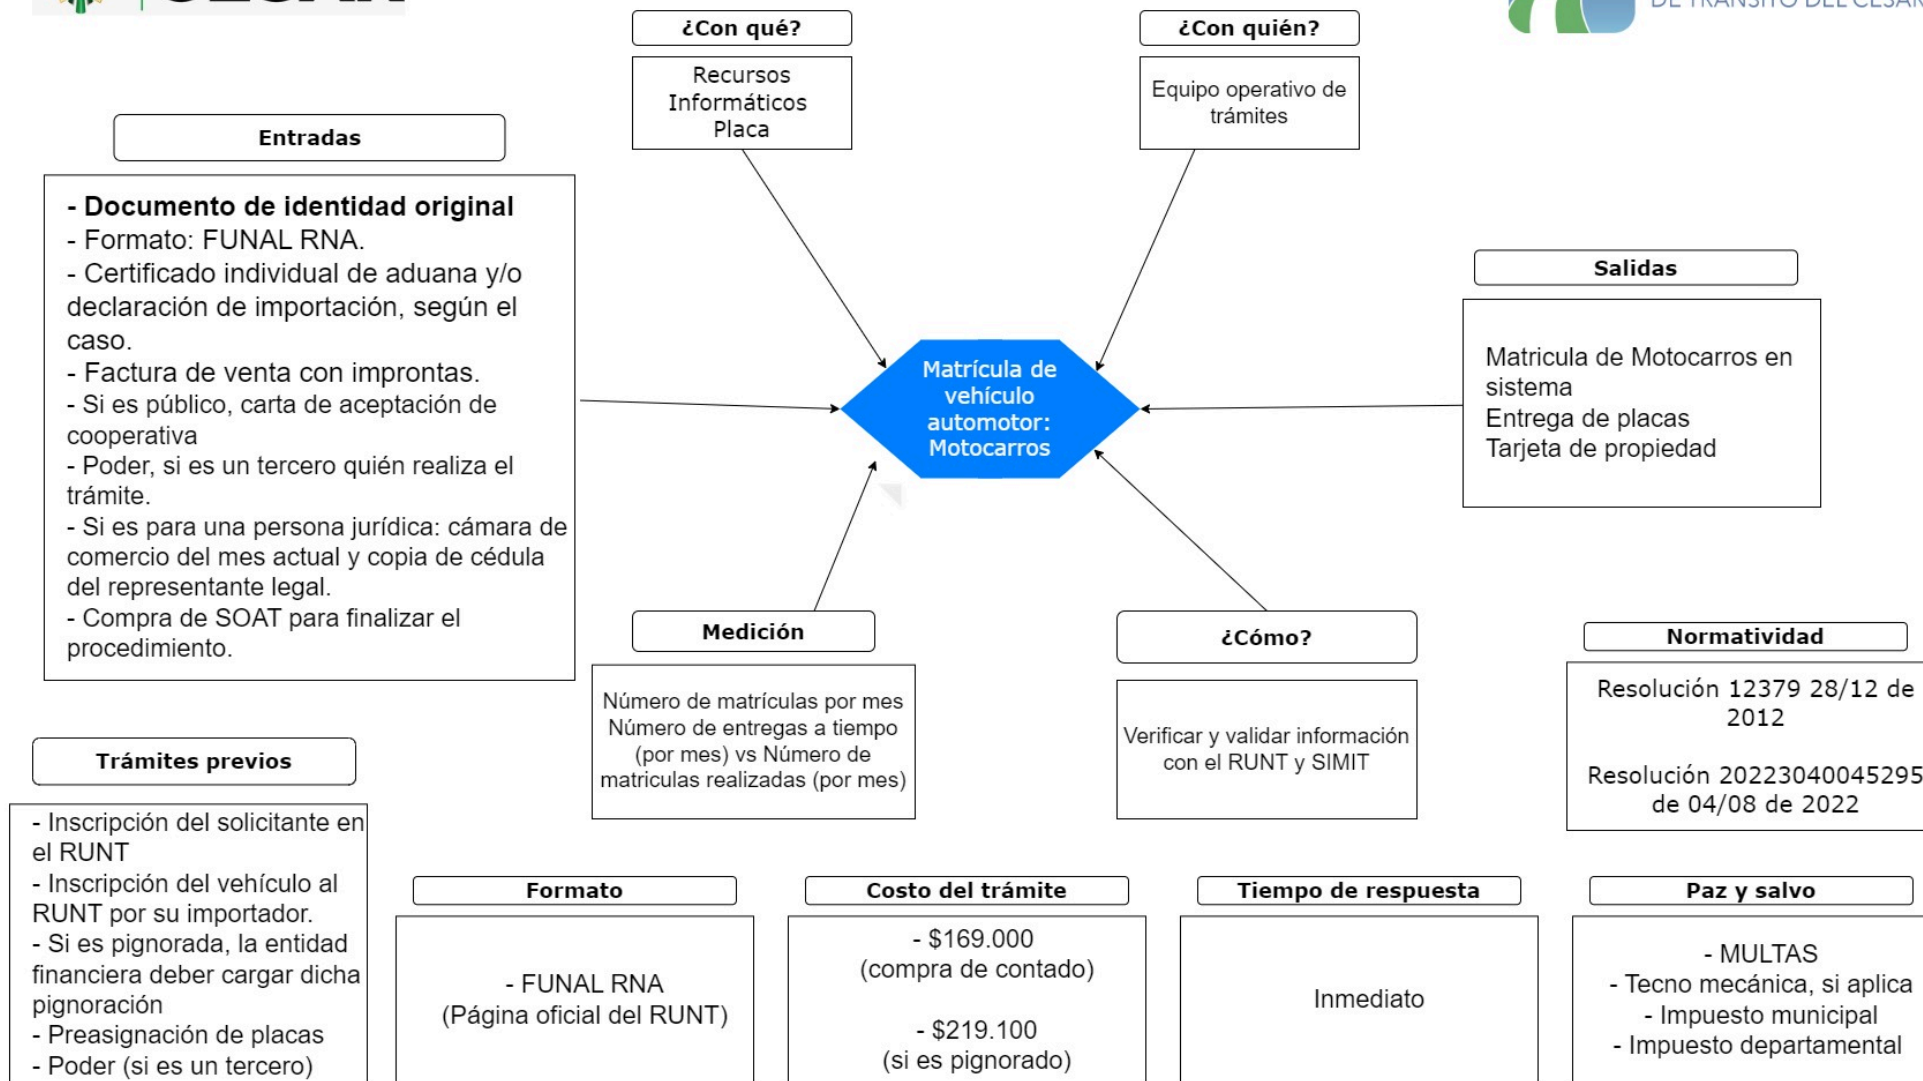 DE TRÁNSITO DEL CESAR
¿Con qué?
Recursos
Informáticos
Placa
¿Con quién?
Equipo operativo de
trámites
Entradas
- Documento de identidad original
- Formato: FUNAL RNA.
- Certificado individual de aduana y/o
declaración de importación, según el
caso.
- Factura de venta con improntas.
- Si es público, carta de aceptación de
cooperativa
- Poder, si es un tercero quién realiza el
trámite.
- Si es para una persona jurídica: cámara de
comercio del mes actual y copia de cédula
del representante legal.
- Compra de SOAT para finalizar el
procedimiento.
Matrícula de
vehículo
automotor:
Motocarros
Salidas
Matricula de Motocarros en
sistema
Entrega de placas
Tarjeta de propiedad
Medición
Número de matrículas por mes
Número de entregas a tiempo
(por mes) vs Número de
matriculas realizadas (por mes)
¿Cómo?
Verificar y validar información
con el RUNT y SIMIT
Normatividad
Resolución 12379 28/12 de
2012
Resolución 20223040045295
de 04/08 de 2022
Trámites previos
- Inscripción del solicitante en
el RUNT
- Inscripción del vehículo al
RUNT por su importador.
- Si es pignorada, la entidad
financiera deber cargar dicha
pignoración
- Preasignación de placas
- Poder (si es un tercero)
Formato
- FUNAL RNA
(Página oficial del RUNT)
Costo del trámite
- $169.000
(compra de contado)
- $219.100
(si es pignorado)
Tiempo de respuesta
Inmediato
Paz y salvo
- MULTAS
- Tecno mecánica, si aplica
- Impuesto municipal
- Impuesto departamental